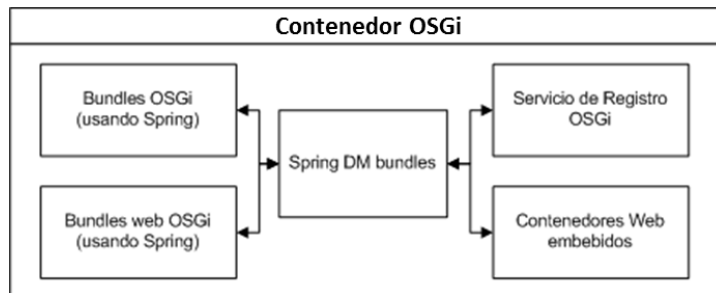 Contenedor OSGi
Bundles OSGi
(usando Spring)
Bundles web OSGi
(usando Spring)
Spring DM bundles
Servicio de Registro
OSGi
Contenedores Web
embebidos